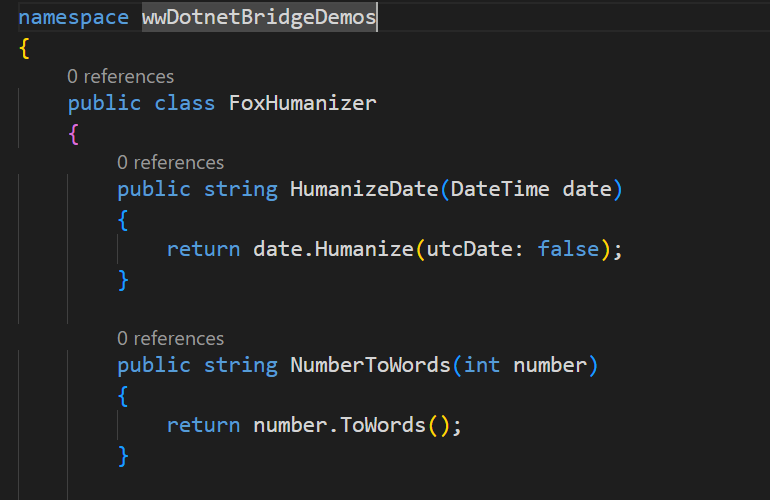 namespace wwDotnetBridgeDemos
{
0 references
public class FoxHumanizer
{
0 references
public string HumanizeDate(DateTime date)
{
return date.Humanize(utcDate: false);
}
0 references
public string NumberToWords(int number)
{
return number.ToWords();
}